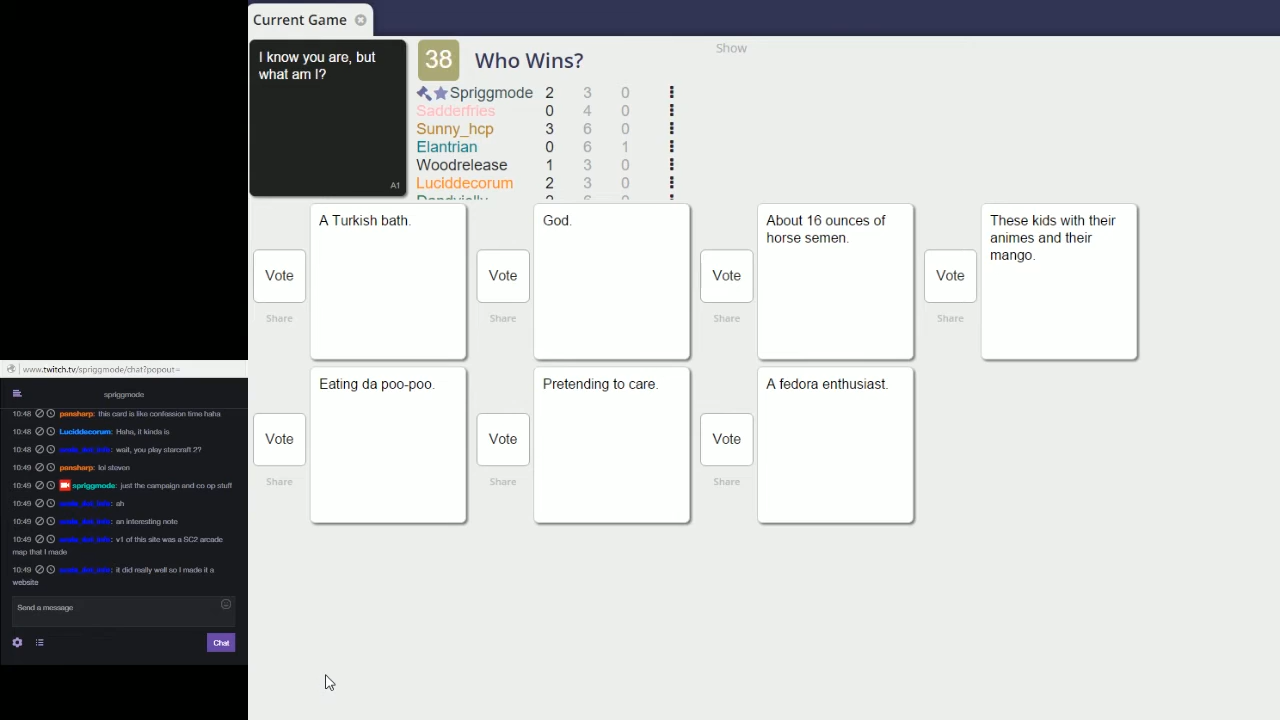 Current Game
I know you are, but
what am I?
A1
38
Who Wins?
Show
Spriggmode 2 3 0
Sadderfries 0 4 0
Sunny_hcp 3 6 0
Elantrian 0 6 1
Woodrelease 1 3 0
Luciddecorum 2 3 0
Vote
Share
A Turkish bath.
Vote
Share
God.
Vote
Share
About 16 ounces of
horse semen.
Vote
Share
These kids with their
animes and their
mango.
Vote
Share
Eating da poo-poo.
Vote
Share
Pretending to care.
Vote
Share
A fedora enthusiast.
www.twitch.tv/spriggmode/chat?popout=
spriggmode
10:48 pansharp: this card is like confession time haha
10:48 Luciddecorum: Haha, it kinda is
10:48 wait, you play starcraft 2?
10:49 pansharp: lol steven
10:49 spriggmode: just the campaign and co op stuff
10:49 ah
10:49 an interesting note
10:49 v1 of this site was a SC2 arcade
map that I made
10:49 it did really well so I made it a
website
Send a message
Chat